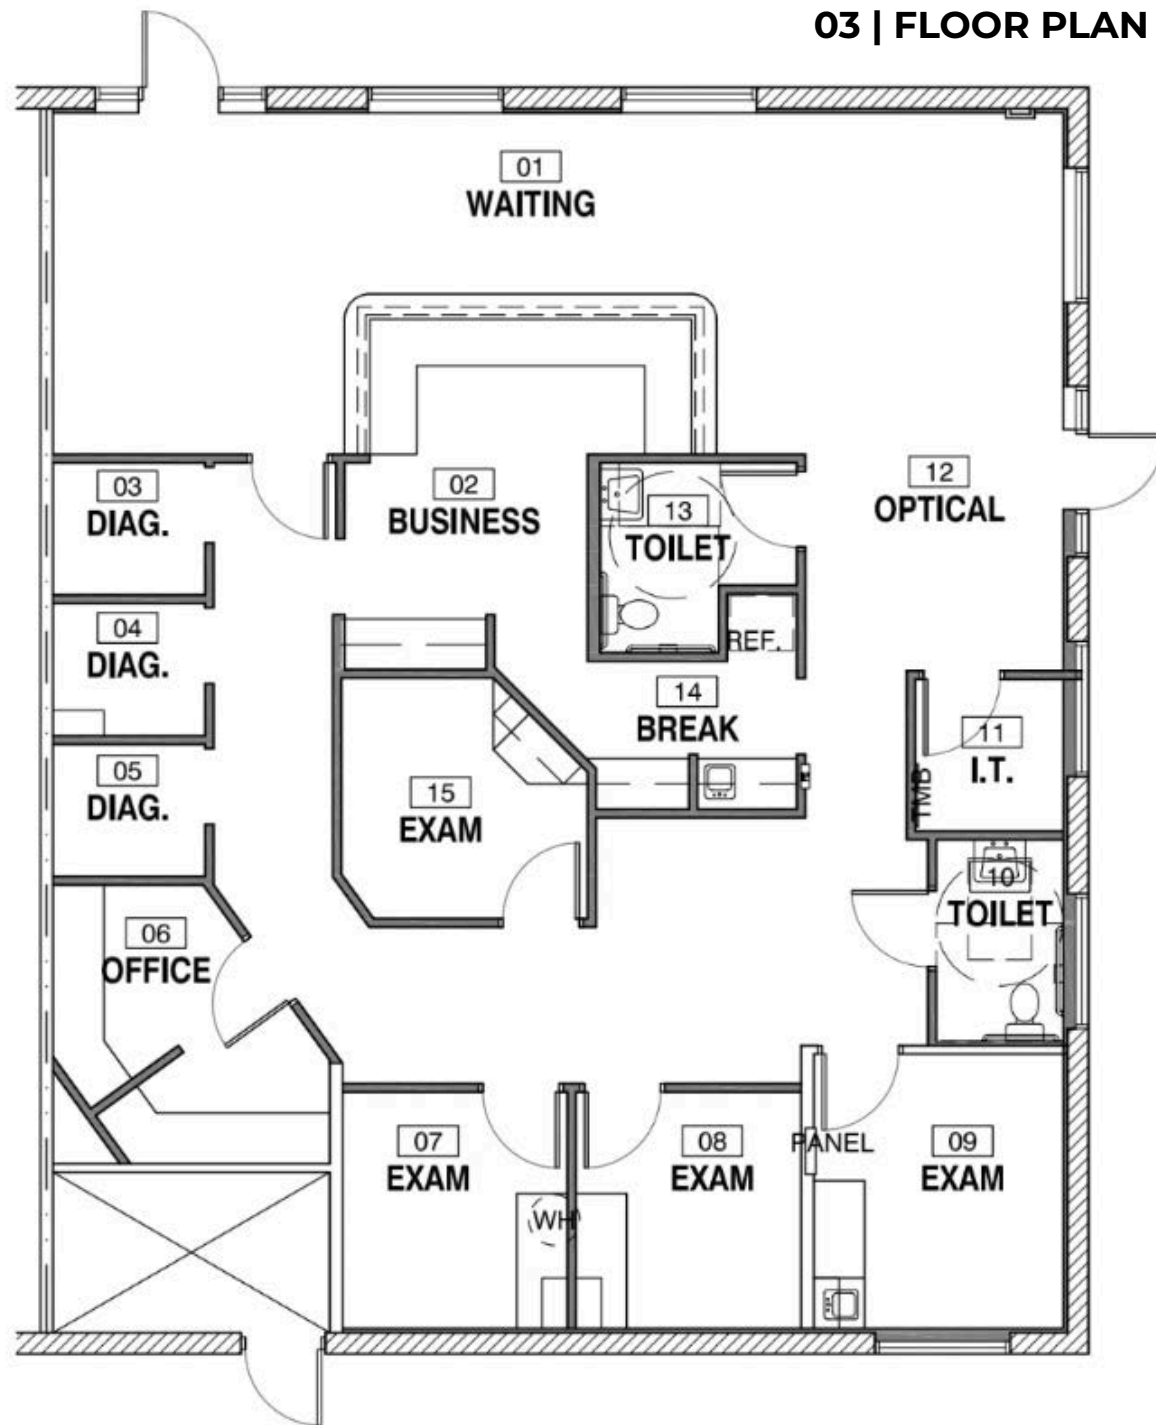 03 | FLOOR PLAN
01
WAITING
03
DIAG.
02
BUSINESS
13
TOILET
12
OPTICAL
04
DIAG.
REF.
14
BREAK
11
I.T.
TMB
05
DIAG.
15
EXAM
10
TOILET
06
OFFICE
07
EXAM
08
EXAM
PANEL
09
EXAM
WH